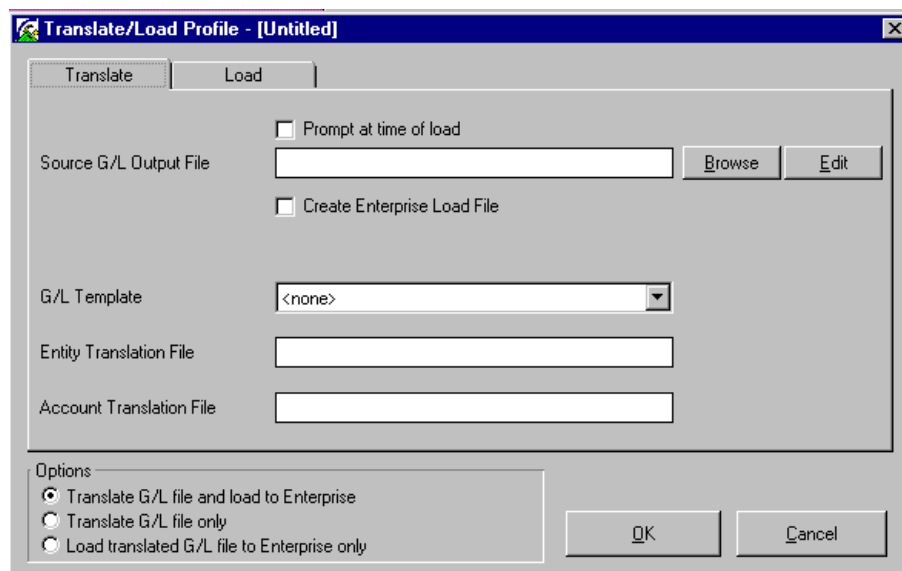 Translate/Load Profile - [Untitled]
Translate Load
Prompt at time of load
Source G/L Output File Browse Edit
Create Enterprise Load File
G/L Template <none>
Entity Translation File
Account Translation File
Options
Translate G/L file and load to Enterprise
Translate G/L file only
Load translated G/L file to Enterprise only
OK Cancel